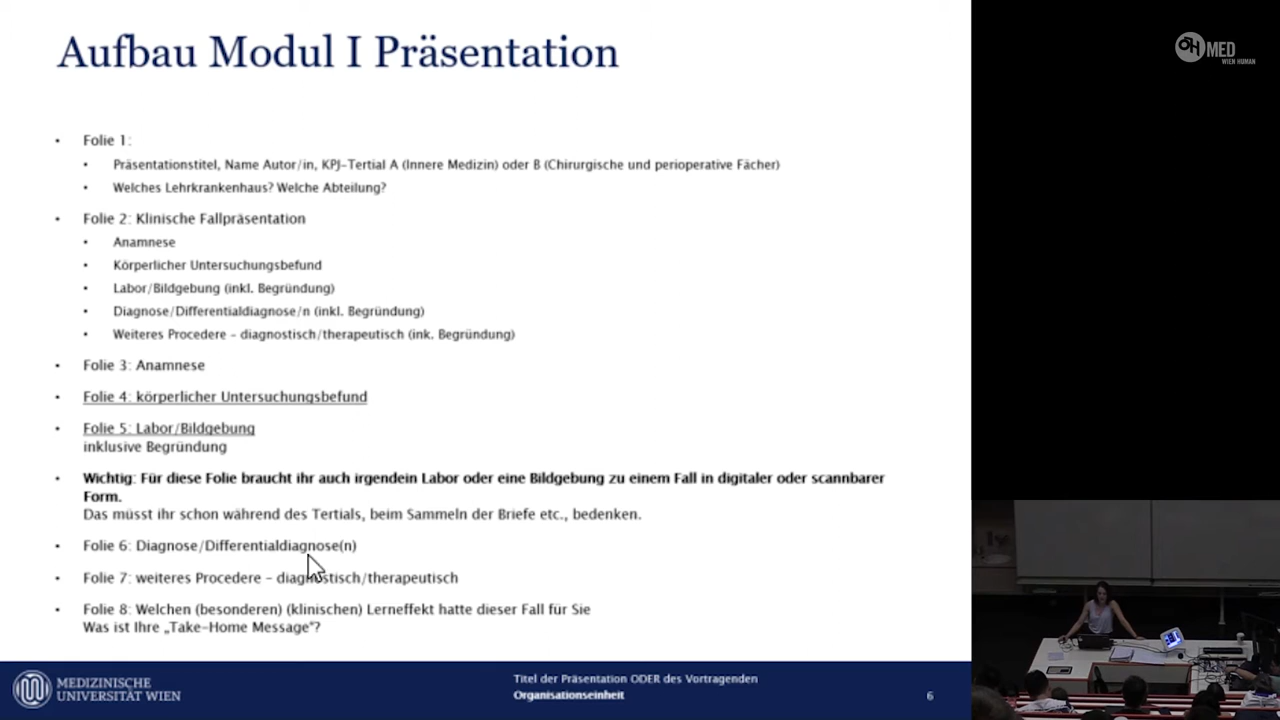 Aufbau Modul I Präsentation
OH MED
WIEN HUMAN
• Folie 1:
• Präsentationstitel, Name Autor/in, KPJ-Tertial A (Innere Medizin) oder B (Chirurgische und perioperative Fächer)
• Welches Lehrkrankenhaus? Welche Abteilung?
• Folie 2: Klinische Fallpräsentation
• Anamnese
• Körperlicher Untersuchungsbefund
• Labor/Bildgebung (inkl. Begründung)
• Diagnose/Differentialdiagnose/n (inkl. Begründung)
• Weiteres Procedere – diagnostisch/therapeutisch (ink. Begründung)
• Folie 3: Anamnese
• Folie 4: körperlicher Untersuchungsbefund
• Folie 5: Labor/Bildgebung
inklusive Begründung
• Wichtig: Für diese Folie braucht ihr auch irgendein Labor oder eine Bildgebung zu einem Fall in digitaler oder scannbarer
Form.
Das müsst ihr schon während des Tertials, beim Sammeln der Briefe etc., bedenken.
• Folie 6: Diagnose/Differentialdiagnose(n)
• Folie 7: weiteres Procedere – diagnostisch/therapeutisch
• Folie 8: Welchen (besonderen) (klinischen) Lerneffekt hatte dieser Fall für Sie
Was ist Ihre „Take-Home Message"?
MEDIZINISCHE
UNIVERSITÄT WIEN
Titel der Präsentation ODER des Vortragenden
Organisationseinheit
6